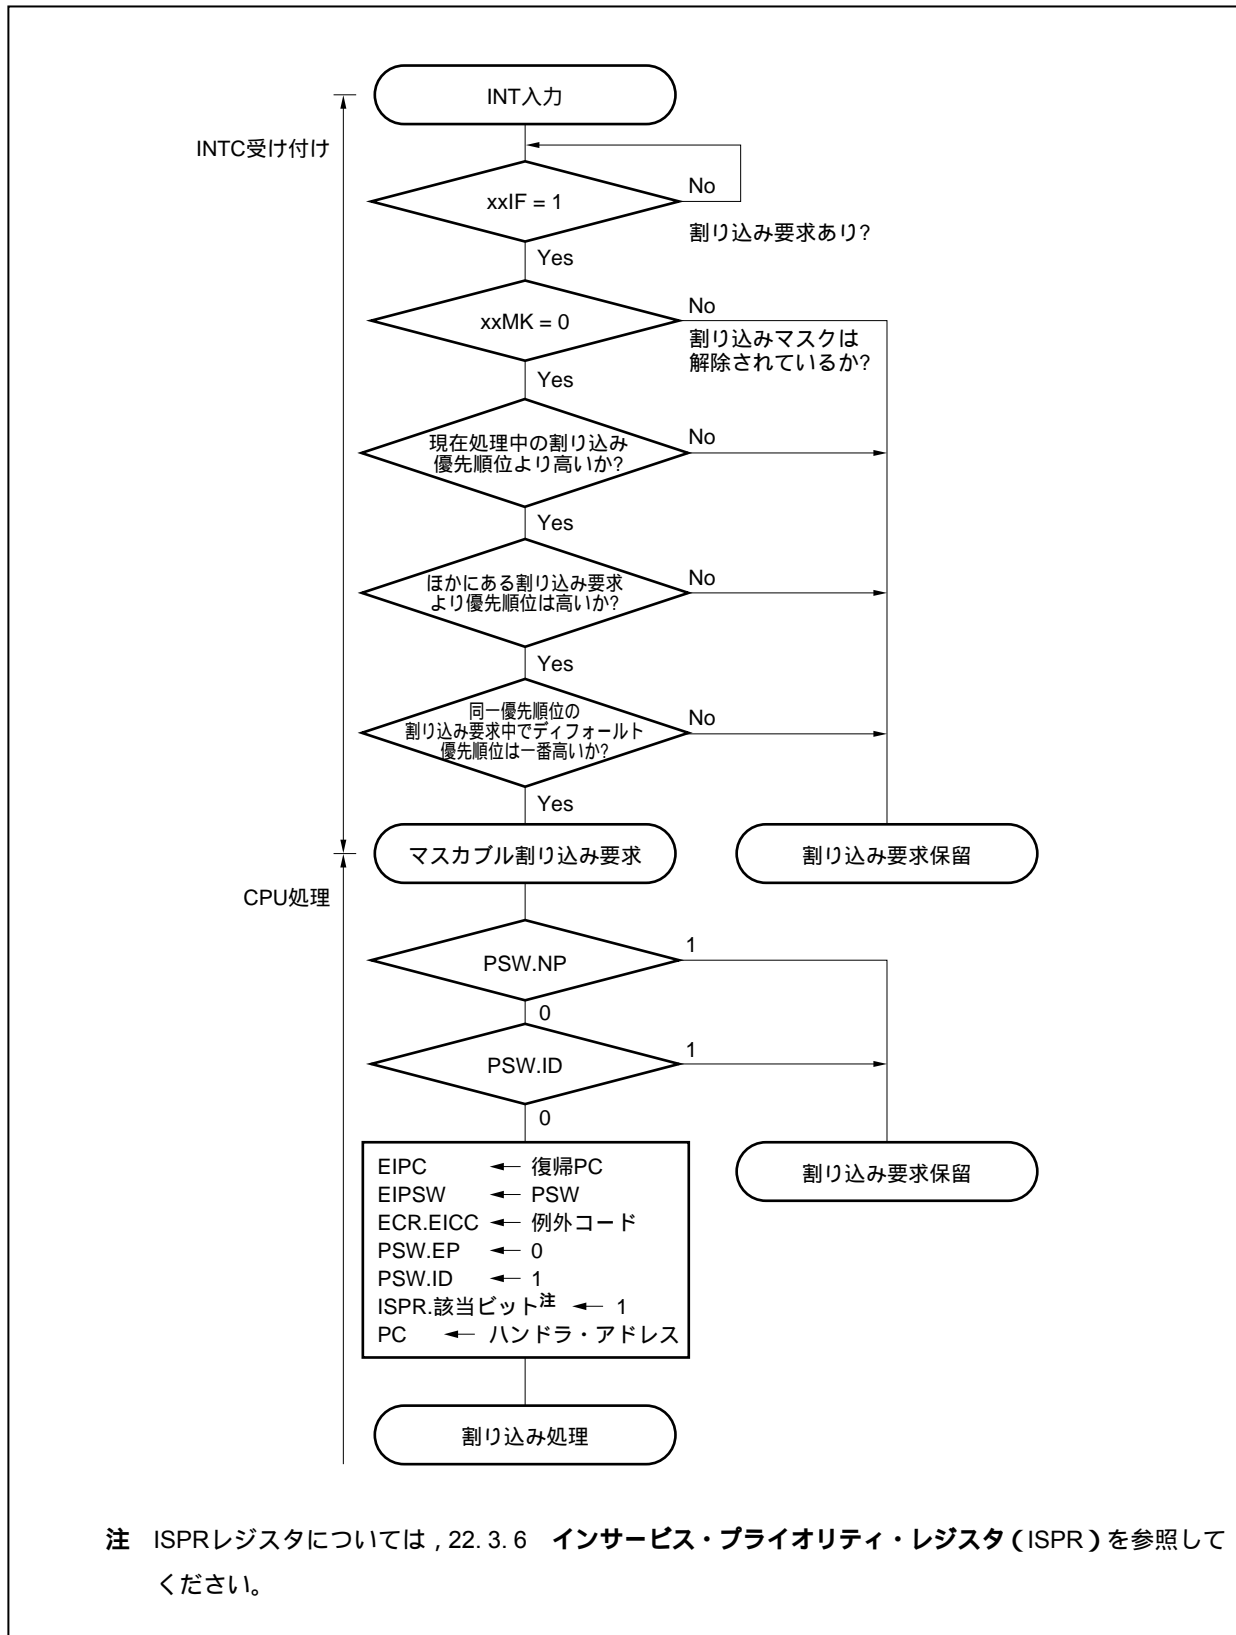 INT入力
INTC受け付け
xxIF = 1
No
割り込み要求あり?
Yes
xxMK = 0
No
割り込みマスクは
解除されているか?
Yes
現在処理中の割り込み
優先順位より高いか?
No
Yes
ほかにある割り込み要求
より優先順位は高いか?
No
Yes
同一優先順位の
割り込み要求中でディフォールト
優先順位は一番高いか?
No
Yes
マスカブル割り込み要求
割り込み要求保留
CPU処理
PSW.NP
1
0
PSW.ID
1
0
EIPC ← 復帰PC
EIPSW ← PSW
ECR.EICC ← 例外コード
PSW.EP ← 0
PSW.ID ← 1
ISPR.該当ビット注 ← 1
PC ← ハンドラ・アドレス
割り込み要求保留
割り込み処理
注 ISPRレジスタについては，22. 3. 6 インサービス・プライオリティ・レジスタ（ISPR）を参照して
ください。